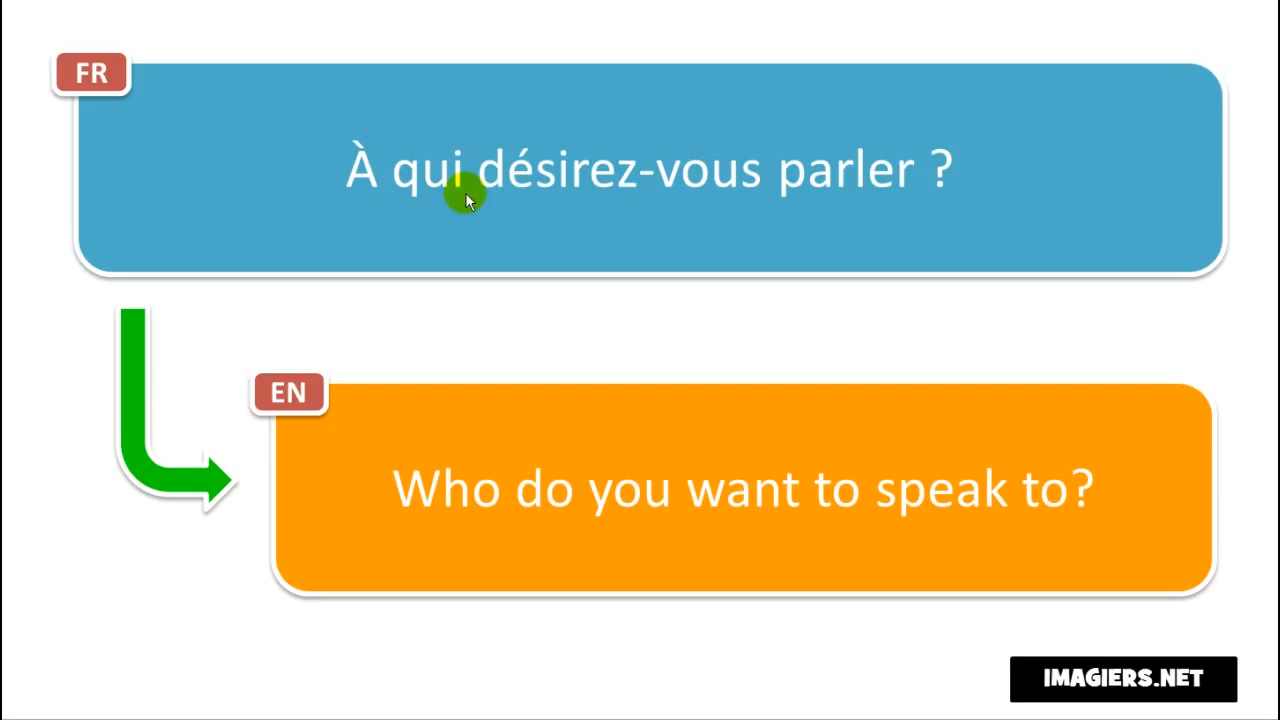 FR
À qui désirez-vous parler ?
EN
Who do you want to speak to?
IMAGIERS.NET